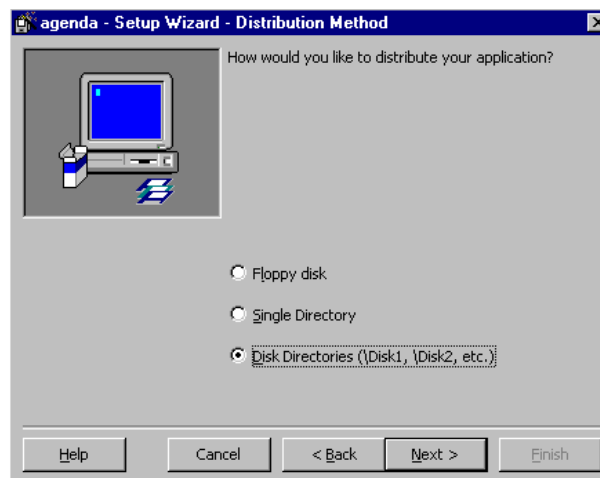 agenda - Setup Wizard - Distribution Method
How would you like to distribute your application?
Floppy disk
Single Directory
Disk Directories (\Disk1, \Disk2, etc.)
Help Cancel < Back Next > Finish